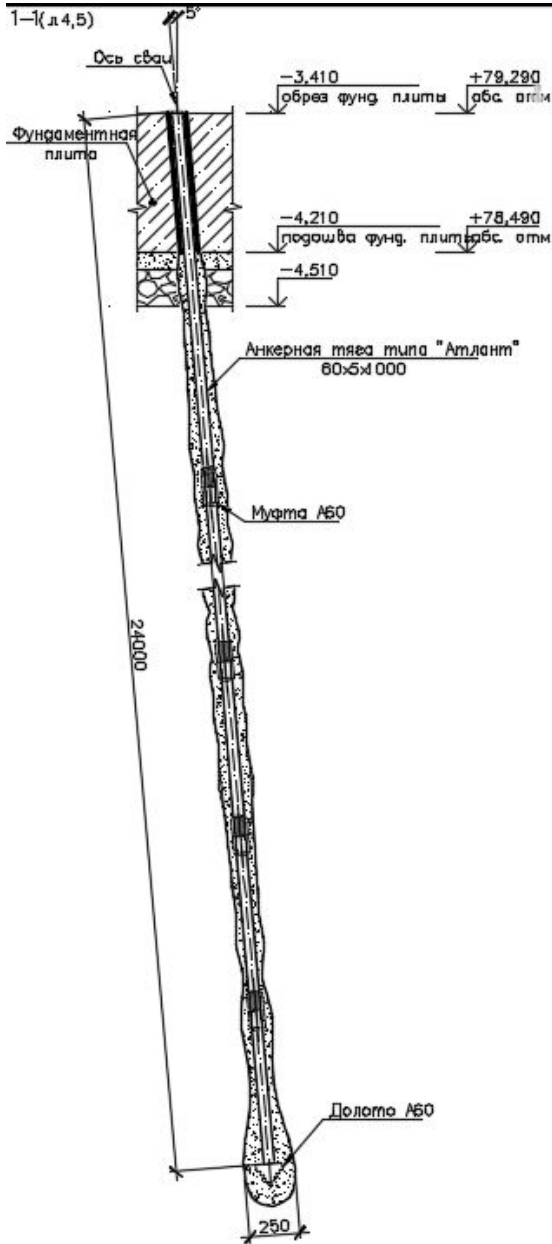 1-1(л 4,5)
5°
Ось сваи
-3,410
+79,290
обрез фунд. плиты
абс. отм
Фундаментная
плита
-4,210
+78,490
подошва фунд. плиты
абс. отм
-4,510
Анкерная тяга типа "Атлант"
60x5x1000
Муфта А60
24000
Долото А60
250